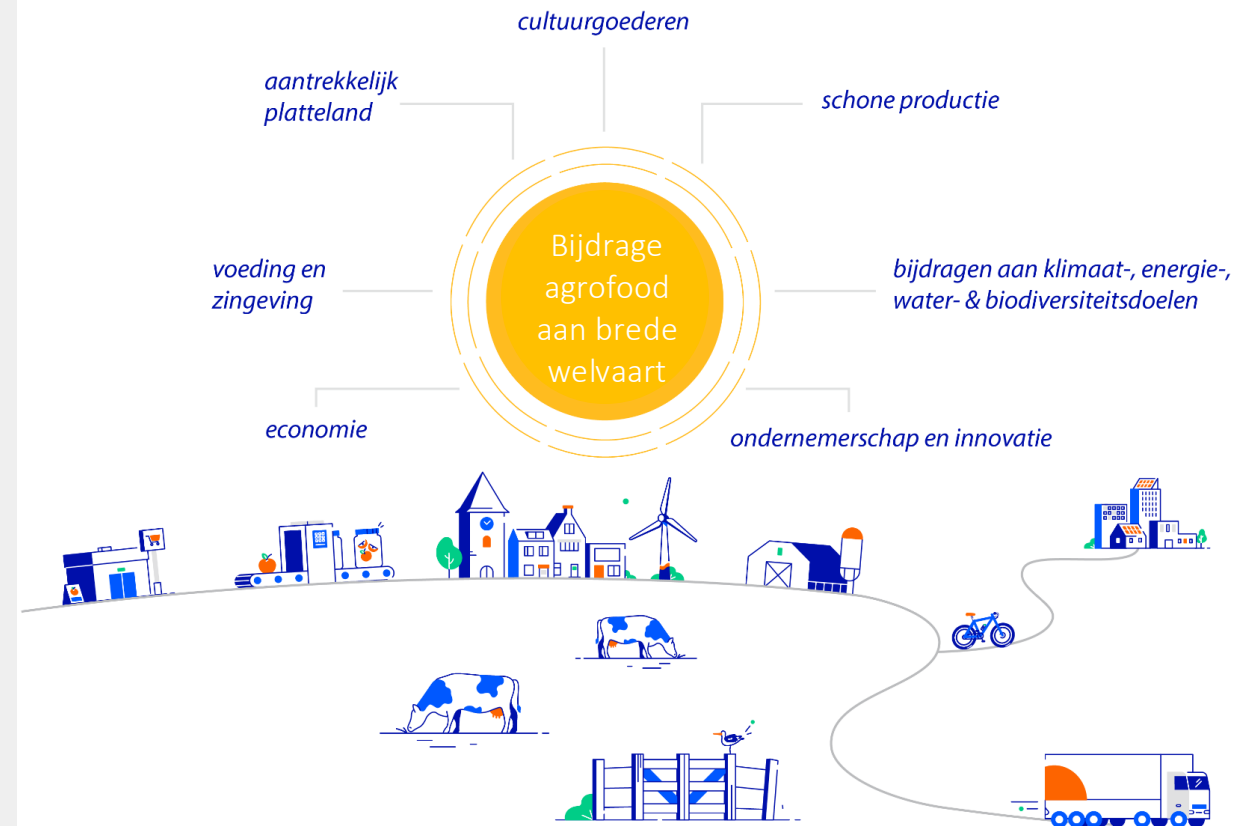 cultuurgoederen
aantrekkelijk
platteland
schone productie
voeding en
zingeving
Bijdrage
agrofood
aan brede
welvaart
bijdragen aan klimaat-, energie-,
water- & biodiversiteitsdoelen
economie
ondernemerschap en innovatie